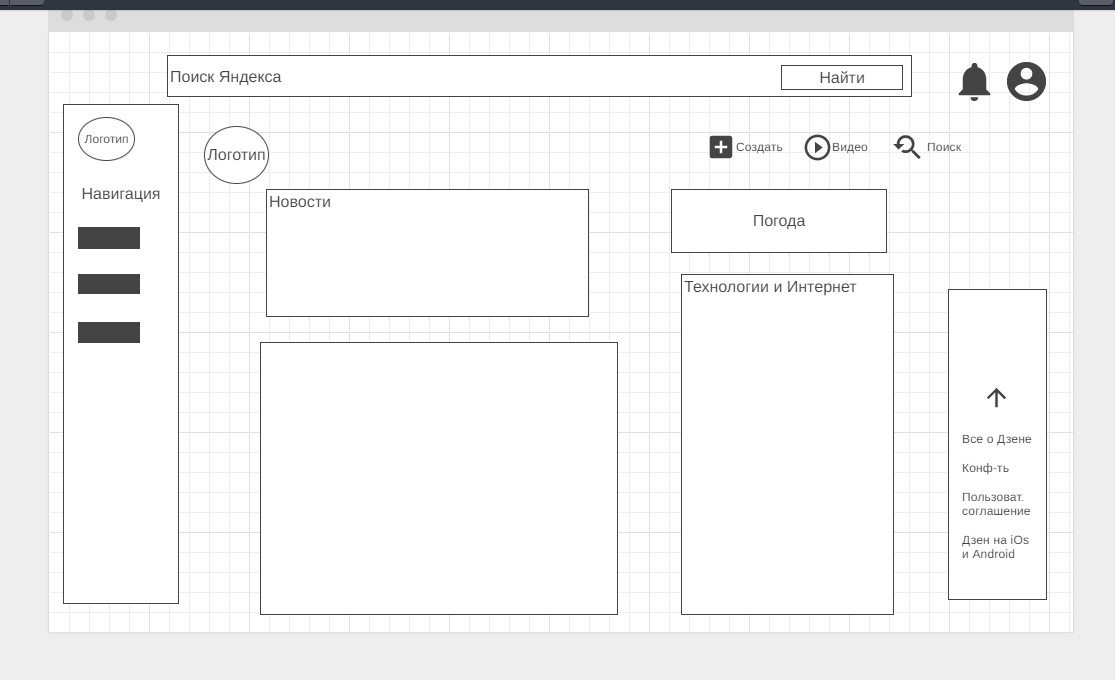 Поиск Яндекса
Найти
Логотип
Навигация
Логотип
Создать
Видео
Поиск
Новости
Погода
Технологии и Интернет
Все о Дзене
Конф-ть
Пользоват.
соглашение
Дзен на iOs
и Android